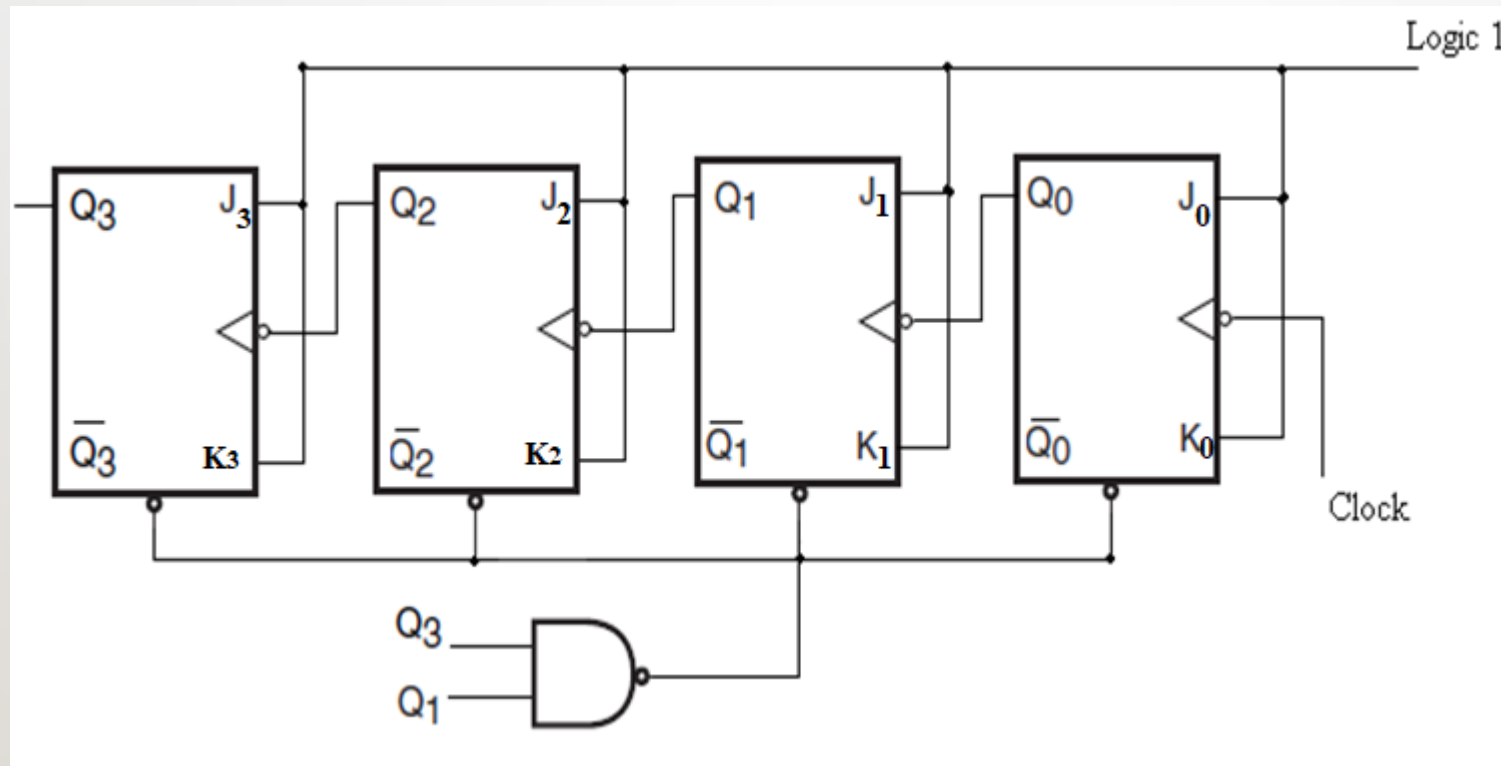 Logic 1
Q3 J3 Q2 J2 Q1 J1 Q0 J0
Q̅3 K3 Q̅2 K2 Q̅1 K1 Q̅0 K0
Clock
Q3
Q1